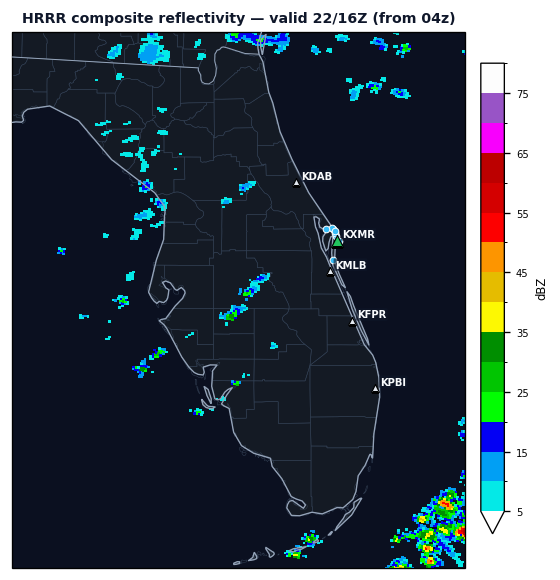 HRRR composite reflectivity — valid 22/16Z (from 04z)
KDAB
KXMR
KMLB
KFPR
KPBI
75
65
55
45
35
25
15
5
dBZ